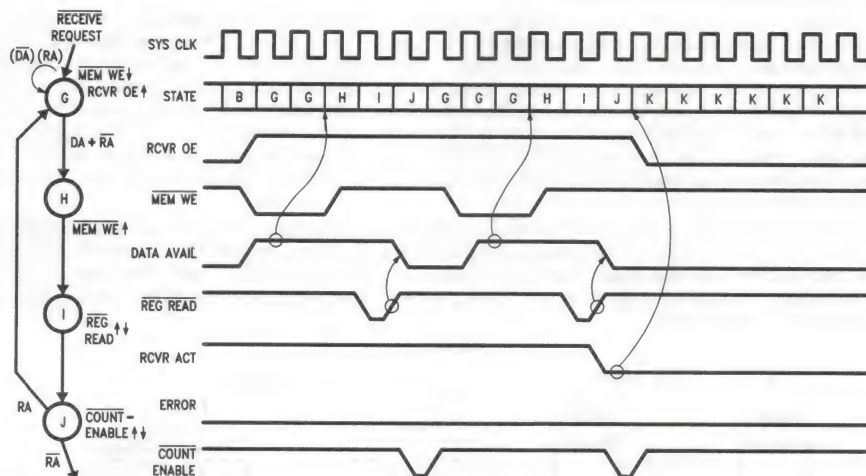 RECEIVE
REQUEST
(DA) (RA)
MEM WE↓
RCVR OE↑
G
DA + RA
H
MEM WE↑
I
REG
READ ↑↓
RA
J
COUNT–
ENABLE ↑↓
RA
SYS CLK
STATE
B G G H I J G G G H I J K K K K K K
RCVR OE
MEM WE
DATA AVAIL
REG READ
RCVR ACT
ERROR
COUNT
ENABLE